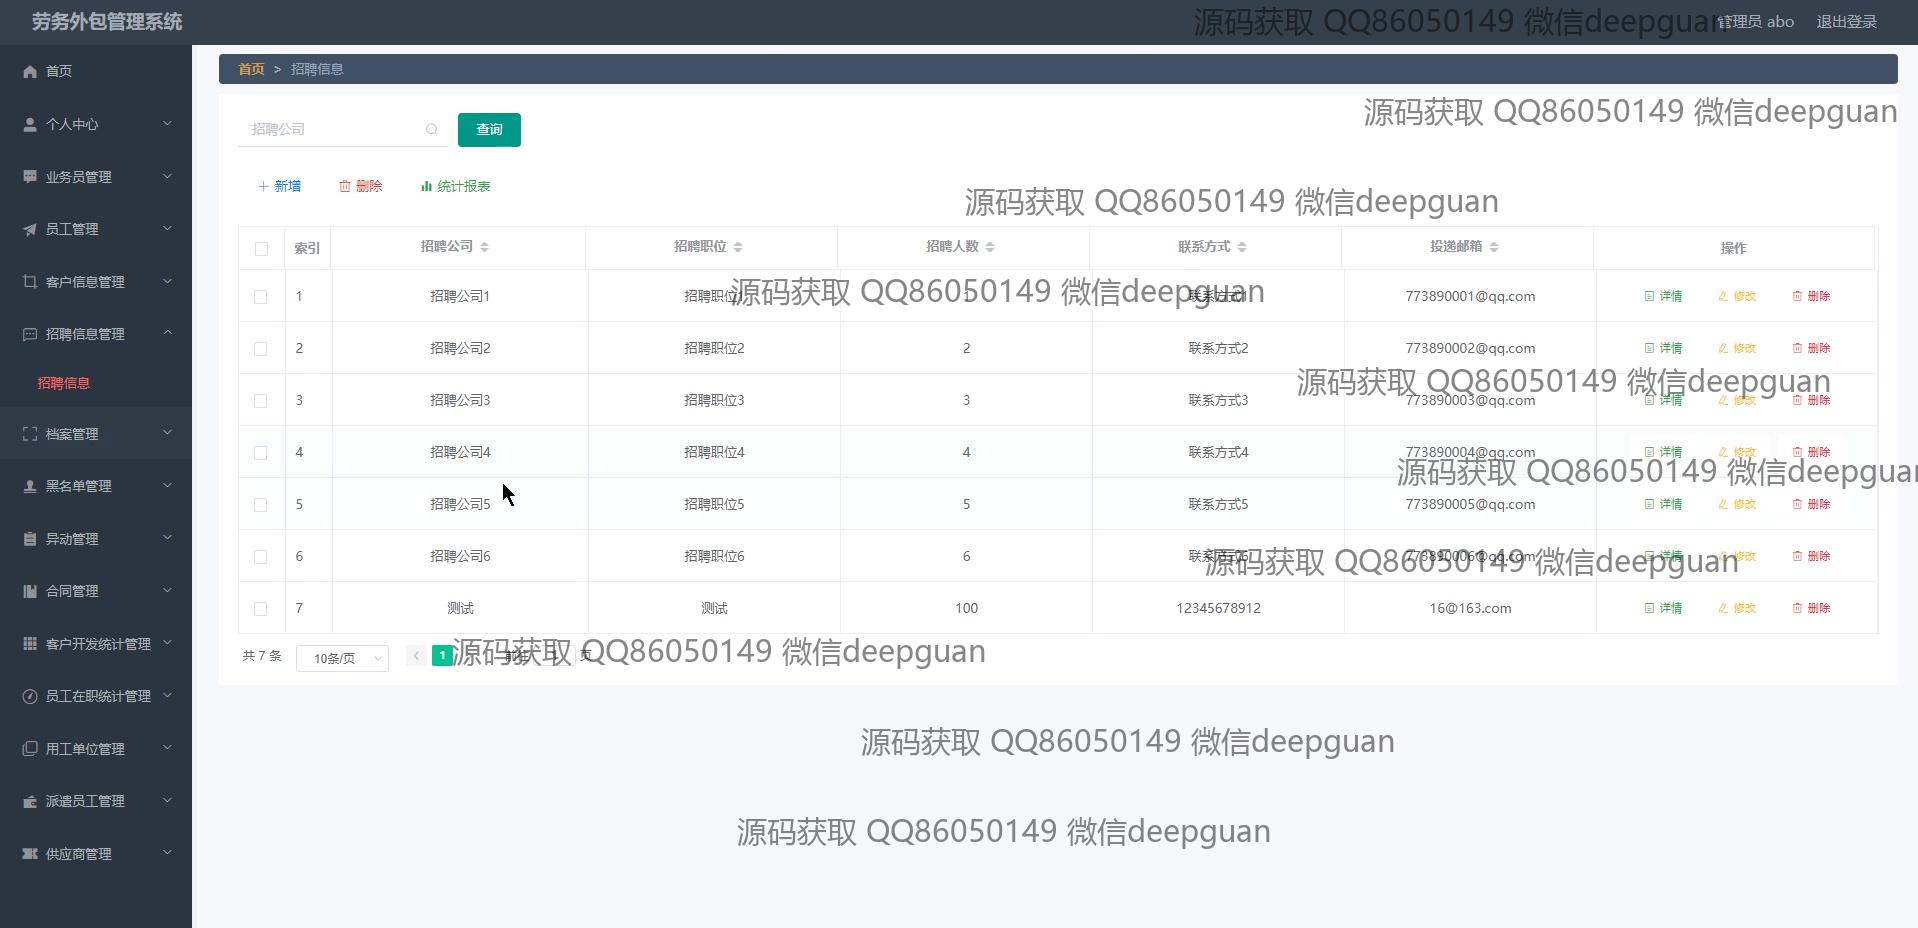 劳务外包管理系统
源码获取 QQ86050149 微信deepguan
管理员 abo
退出登录
首页
个人中心
业务员管理
员工管理
客户信息管理
招聘信息管理
招聘信息
档案管理
黑名单管理
异动管理
合同管理
客户开发统计管理
员工在职统计管理
用工单位管理
派遣员工管理
供应商管理
首页 > 招聘信息
源码获取 QQ86050149 微信deepguan
招聘公司
查询
新增 删除 统计报表
源码获取 QQ86050149 微信deepguan
索引 招聘公司 招聘职位 招聘人数 联系方式 投递邮箱 操作
源码获取 QQ86050149 微信deepguan
1 招聘公司1 招聘职位1 联系方式1 773890001@qq.com 详情 修改 删除
2 招聘公司2 招聘职位2 2 联系方式2 773890002@qq.com 详情 修改 删除
源码获取 QQ86050149 微信deepguan
3 招聘公司3 招聘职位3 3 联系方式3 773890003@qq.com 详情 修改 删除
4 招聘公司4 招聘职位4 4 联系方式4 773890004@qq.com 详情 修改 删除
源码获取 QQ86050149 微信deepguan
5 招聘公司5 招聘职位5 5 联系方式5 773890005@qq.com 详情 修改 删除
6 招聘公司6 招聘职位6 6 联系方式6 773890006@qq.com 详情 修改 删除
源码获取 QQ86050149 微信deepguan
7 测试 测试 100 12345678912 16@163.com 详情 修改 删除
共 7 条 10条/页 1 前往 页
源码获取 QQ86050149 微信deepguan
源码获取 QQ86050149 微信deepguan
源码获取 QQ86050149 微信deepguan